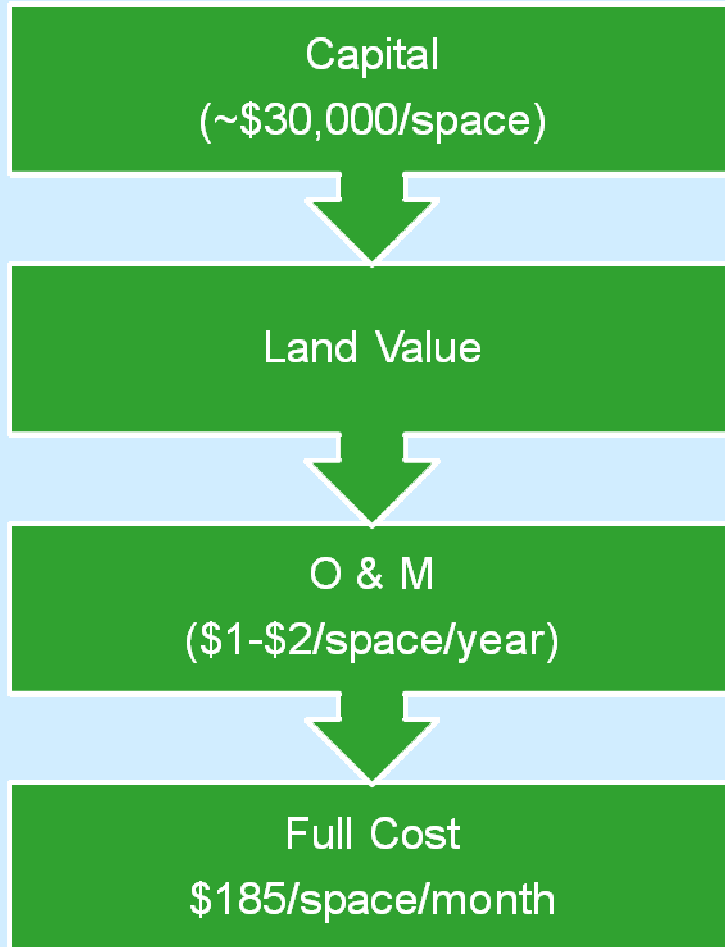 Capital
(~$30,000/space)
Land Value
O & M
($1-$2/space/year)
Full Cost
$185/space/month